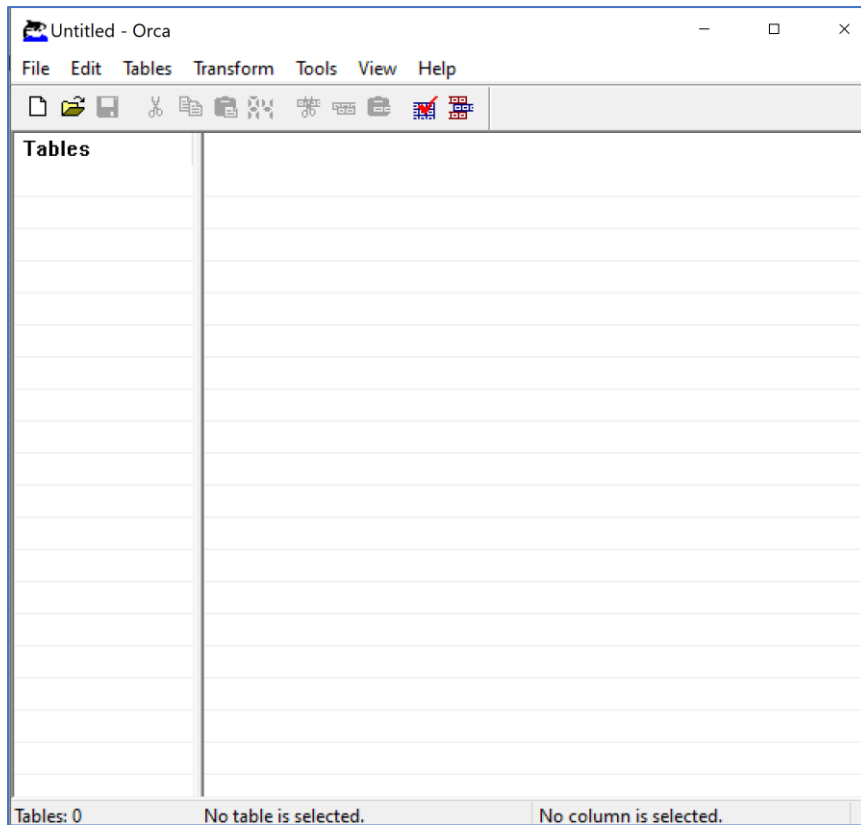 Untitled - Orca
File Edit Tables Transform Tools View Help
Tables
Tables: 0 No table is selected. No column is selected.